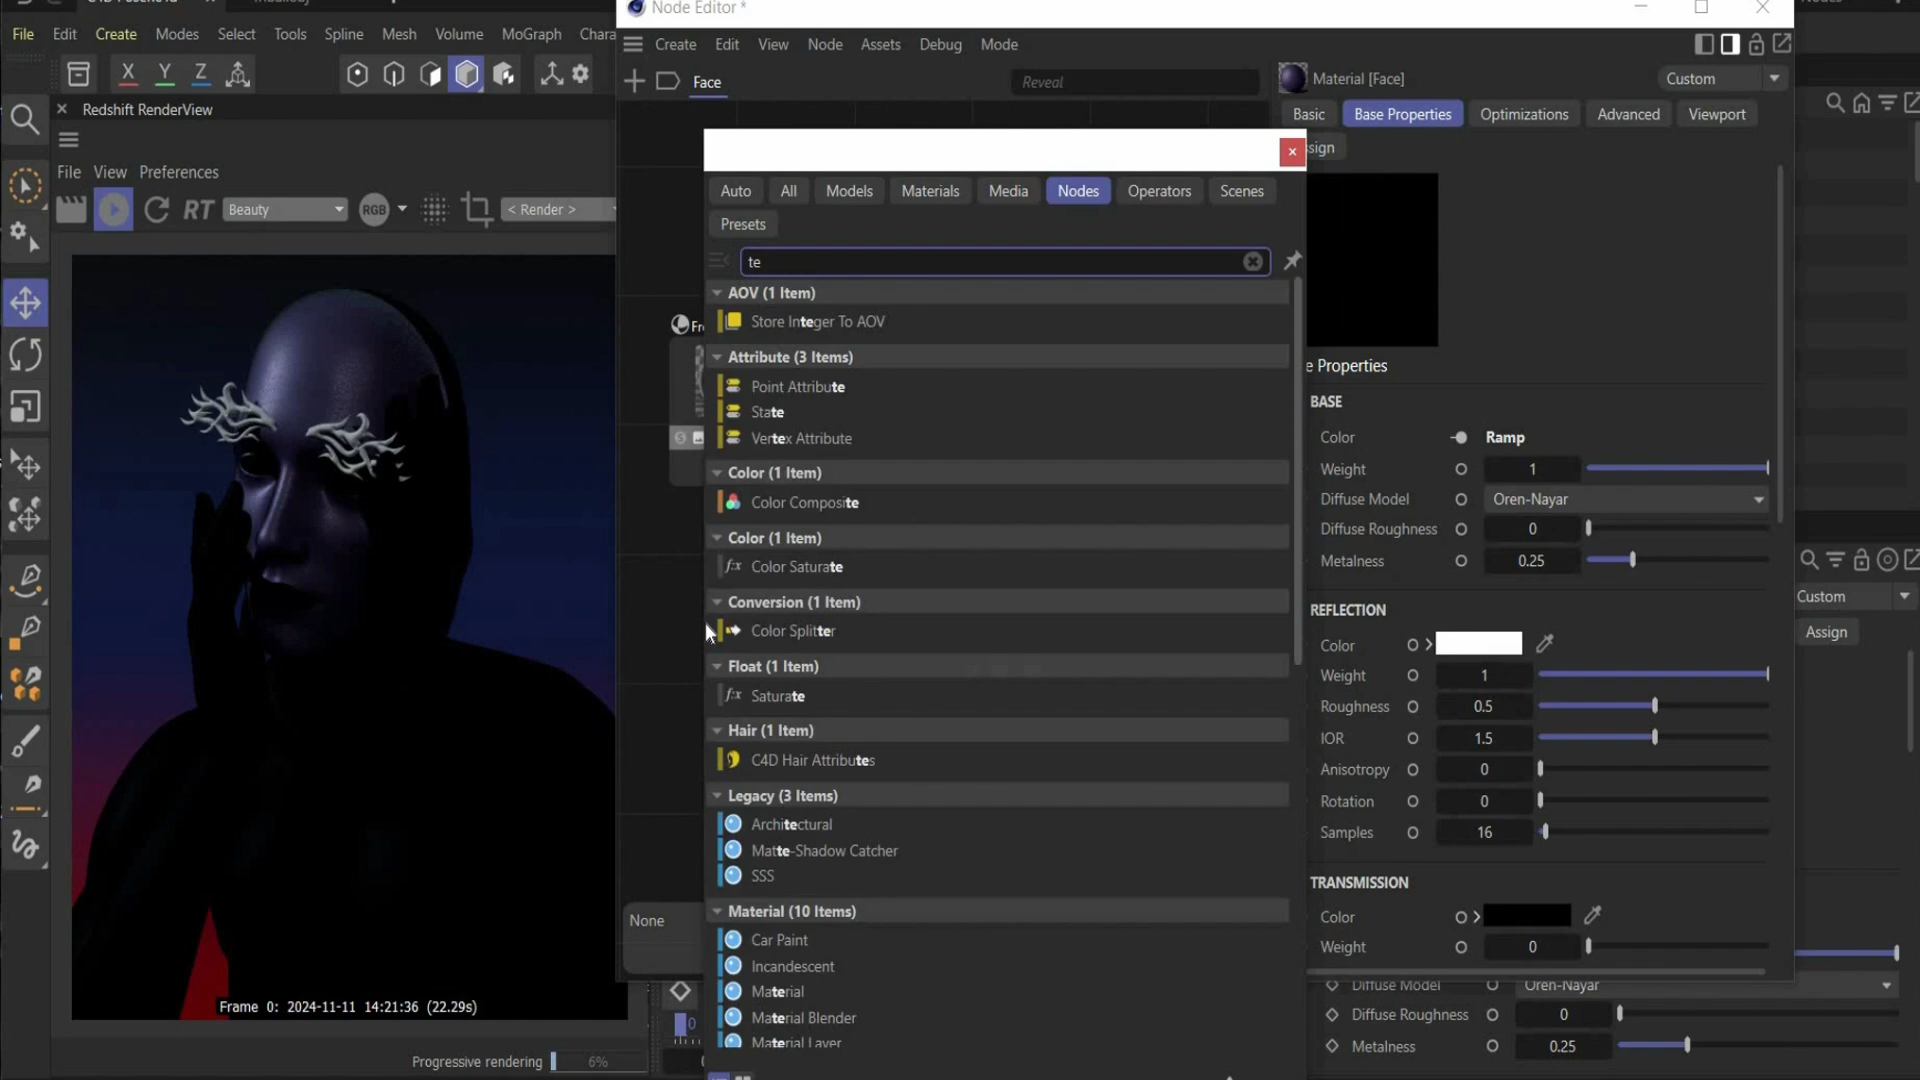 Node Editor *
File Edit Create Modes Select Tools Spline Mesh Volume MoGraph Chara
Create Edit View Node Assets Debug Mode
X Y Z
Face
Reveal
Material [Face]
Custom
Redshift RenderView
Basic Base Properties Optimizations Advanced Viewport
sign
File View Preferences
Auto All Models Materials Media Nodes Operators Scenes
Presets
RT Beauty RGB < Render >
te
AOV (1 Item)
Store Integer To AOV
Attribute (3 Items)
Point Attribute
State
Vertex Attribute
Color (1 Item)
Color Composite
Color (1 Item)
Color Saturate
Conversion (1 Item)
Color Splitter
Float (1 Item)
Saturate
Hair (1 Item)
C4D Hair Attributes
Legacy (3 Items)
Architectural
Matte-Shadow Catcher
SSS
Material (10 Items)
Car Paint
Incandescent
Material
Material Blender
Material Layer
Fr
None
0
e Properties
BASE
Color Ramp
Weight 1
Diffuse Model Oren-Nayar
Diffuse Roughness 0
Metalness 0.25
REFLECTION
Color
Weight 1
Roughness 0.5
IOR 1.5
Anisotropy 0
Rotation 0
Samples 16
TRANSMISSION
Color
Weight 0
Custom
Assign
Diffuse Model Oren-Nayar
Diffuse Roughness 0
Metalness 0.25
Frame 0: 2024-11-11 14:21:36 (22.29s)
Progressive rendering 6%